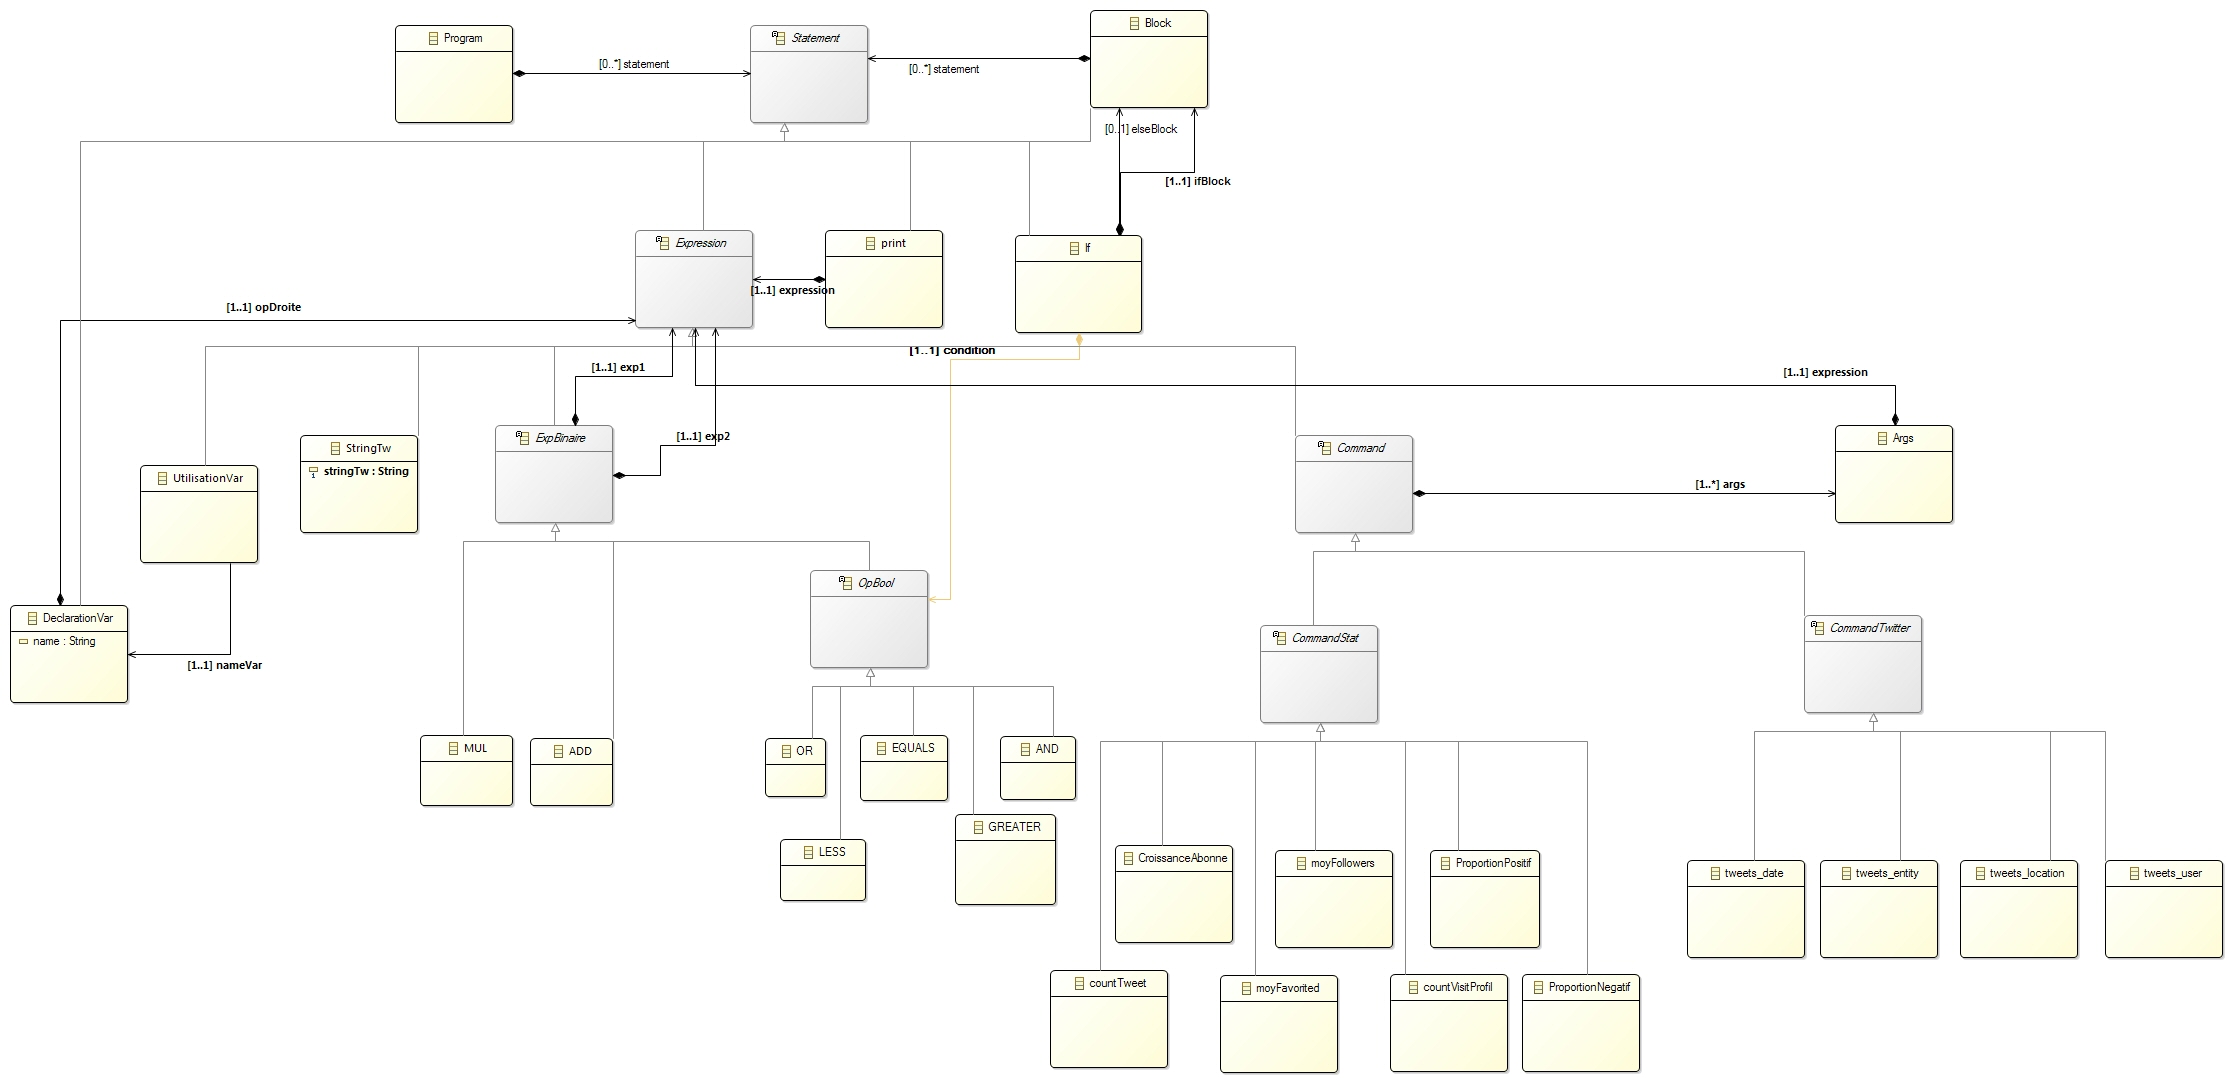 Program
Statement
Block
[0..*] statement
[0..*] statement
[0..1] elseBlock
[1..1] ifBlock
Expression
print
If
[1..1] expression
[1..1] opDroite
[1..1] condition
[1..1] exp1
[1..1] expression
[1..1] exp2
ExpBinaire
Command
Args
StringTw
stringTw : String
UtilisationVar
[1..*] args
OpBool
DeclarationVar
name : String
CommandStat
CommandTwitter
[1..1] nameVar
MUL
ADD
OR
EQUALS
AND
GREATER
LESS
CroissanceAbonne
moyFollowers
ProportionPositif
tweets_date
tweets_entity
tweets_location
tweets_user
countTweet
moyFavorited
countVisitProfil
ProportionNegatif